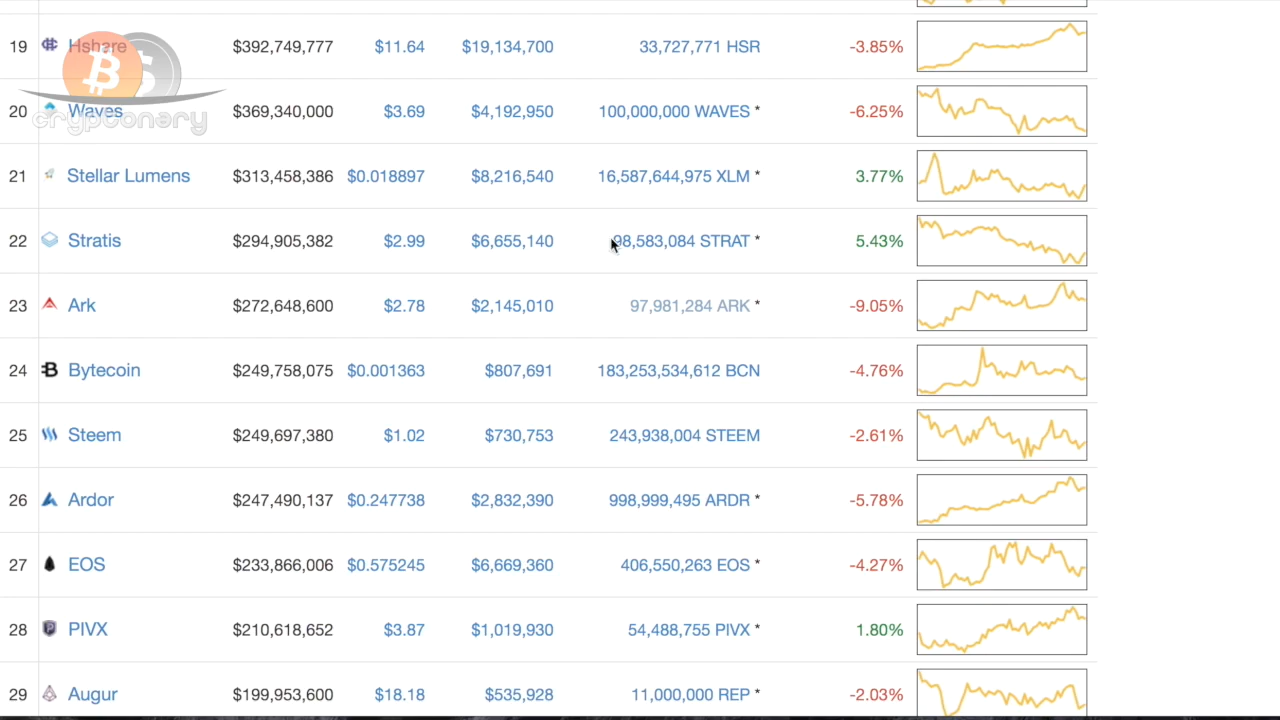 19 Hshare $392,749,777 $11.64 $19,134,700 33,727,771 HSR -3.85%
20 Waves $369,340,000 $3.69 $4,192,950 100,000,000 WAVES * -6.25%
cryptonary
21 Stellar Lumens $313,458,386 $0.018897 $8,216,540 16,587,644,975 XLM * 3.77%
22 Stratis $294,905,382 $2.99 $6,655,140 98,583,084 STRAT * 5.43%
23 Ark $272,648,600 $2.78 $2,145,010 97,981,284 ARK * -9.05%
24 Bytecoin $249,758,075 $0.001363 $807,691 183,253,534,612 BCN -4.76%
25 Steem $249,697,380 $1.02 $730,753 243,938,004 STEEM -2.61%
26 Ardor $247,490,137 $0.247738 $2,832,390 998,999,495 ARDR * -5.78%
27 EOS $233,866,006 $0.575245 $6,669,360 406,550,263 EOS * -4.27%
28 PIVX $210,618,652 $3.87 $1,019,930 54,488,755 PIVX * 1.80%
29 Augur $199,953,600 $18.18 $535,928 11,000,000 REP * -2.03%